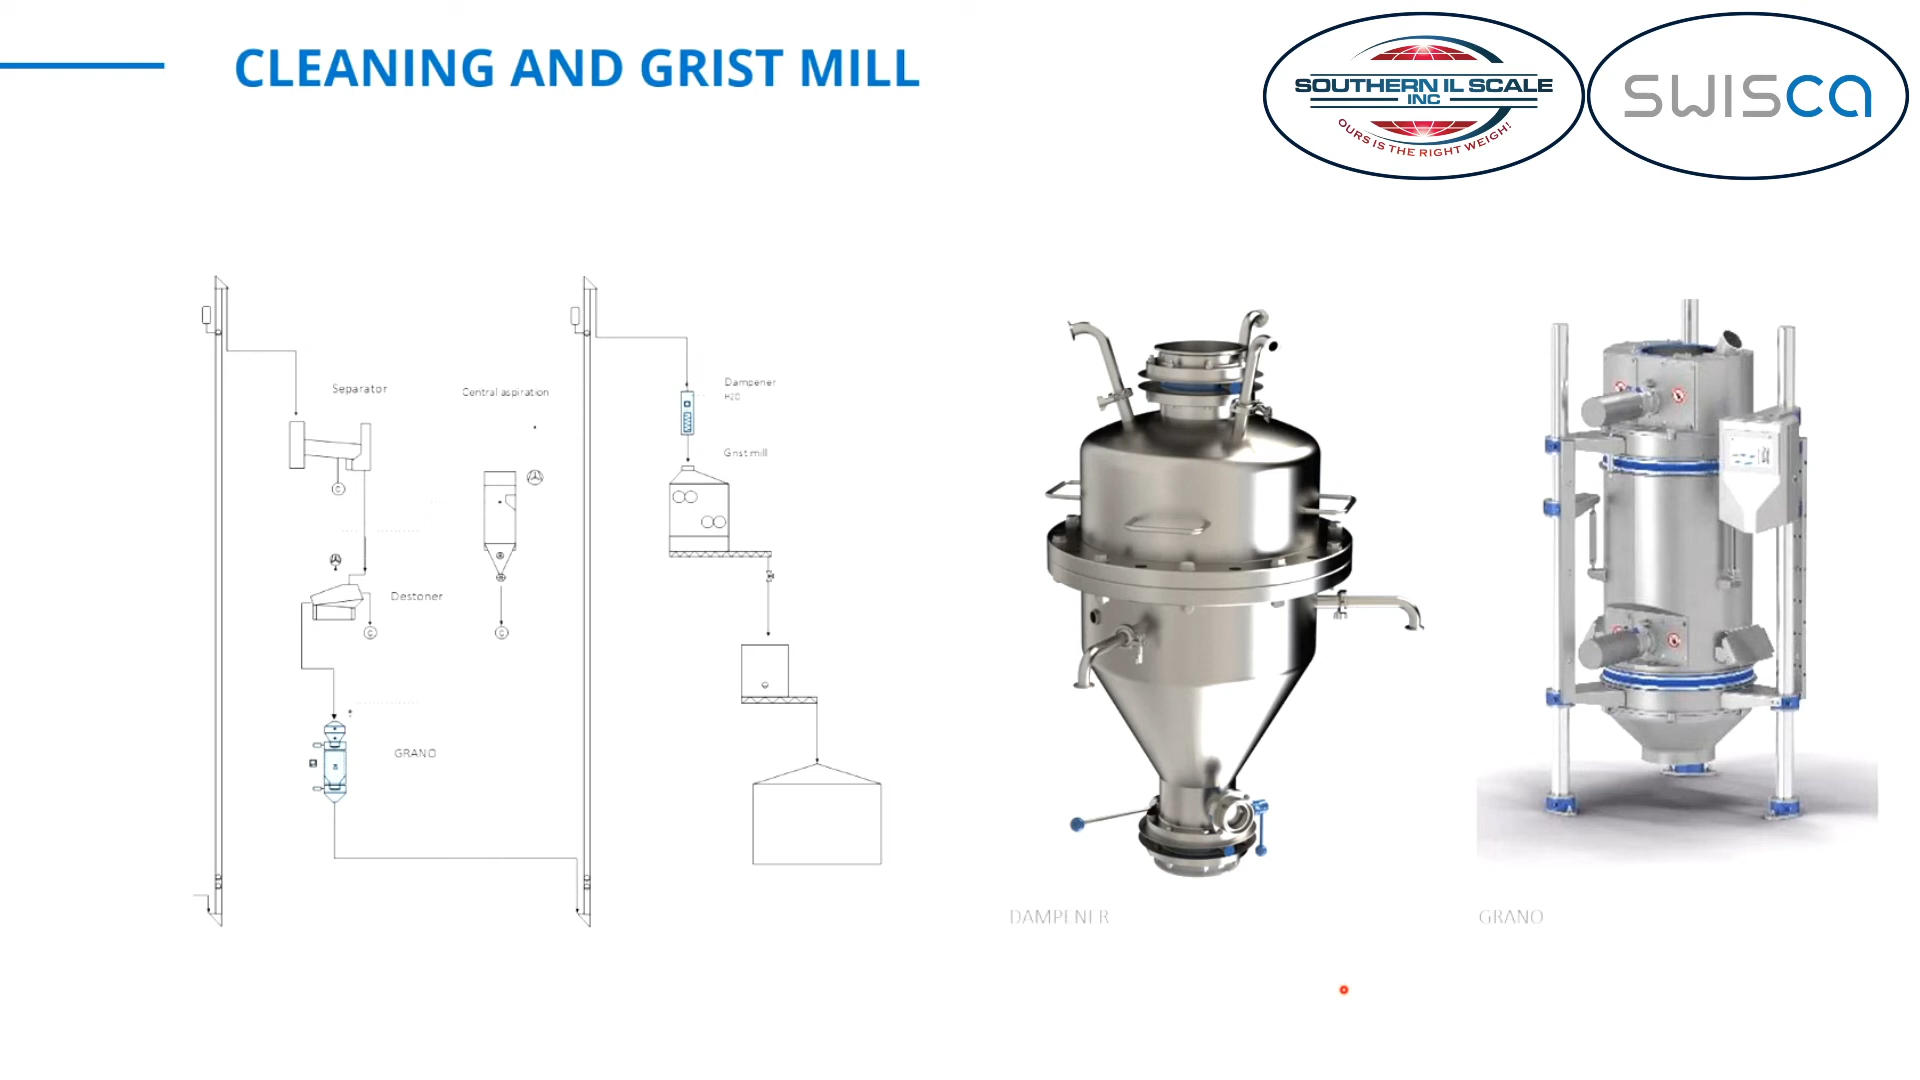 CLEANING AND GRIST MILL
SOUTHERN IL SCALE
INC
OURS IS THE RIGHT WEIGH!
swisca
Separator
Central aspiration
Dampener
H2O
Grist mill
C
Destoner
C
C
GRANO
DAMPENER
GRANO